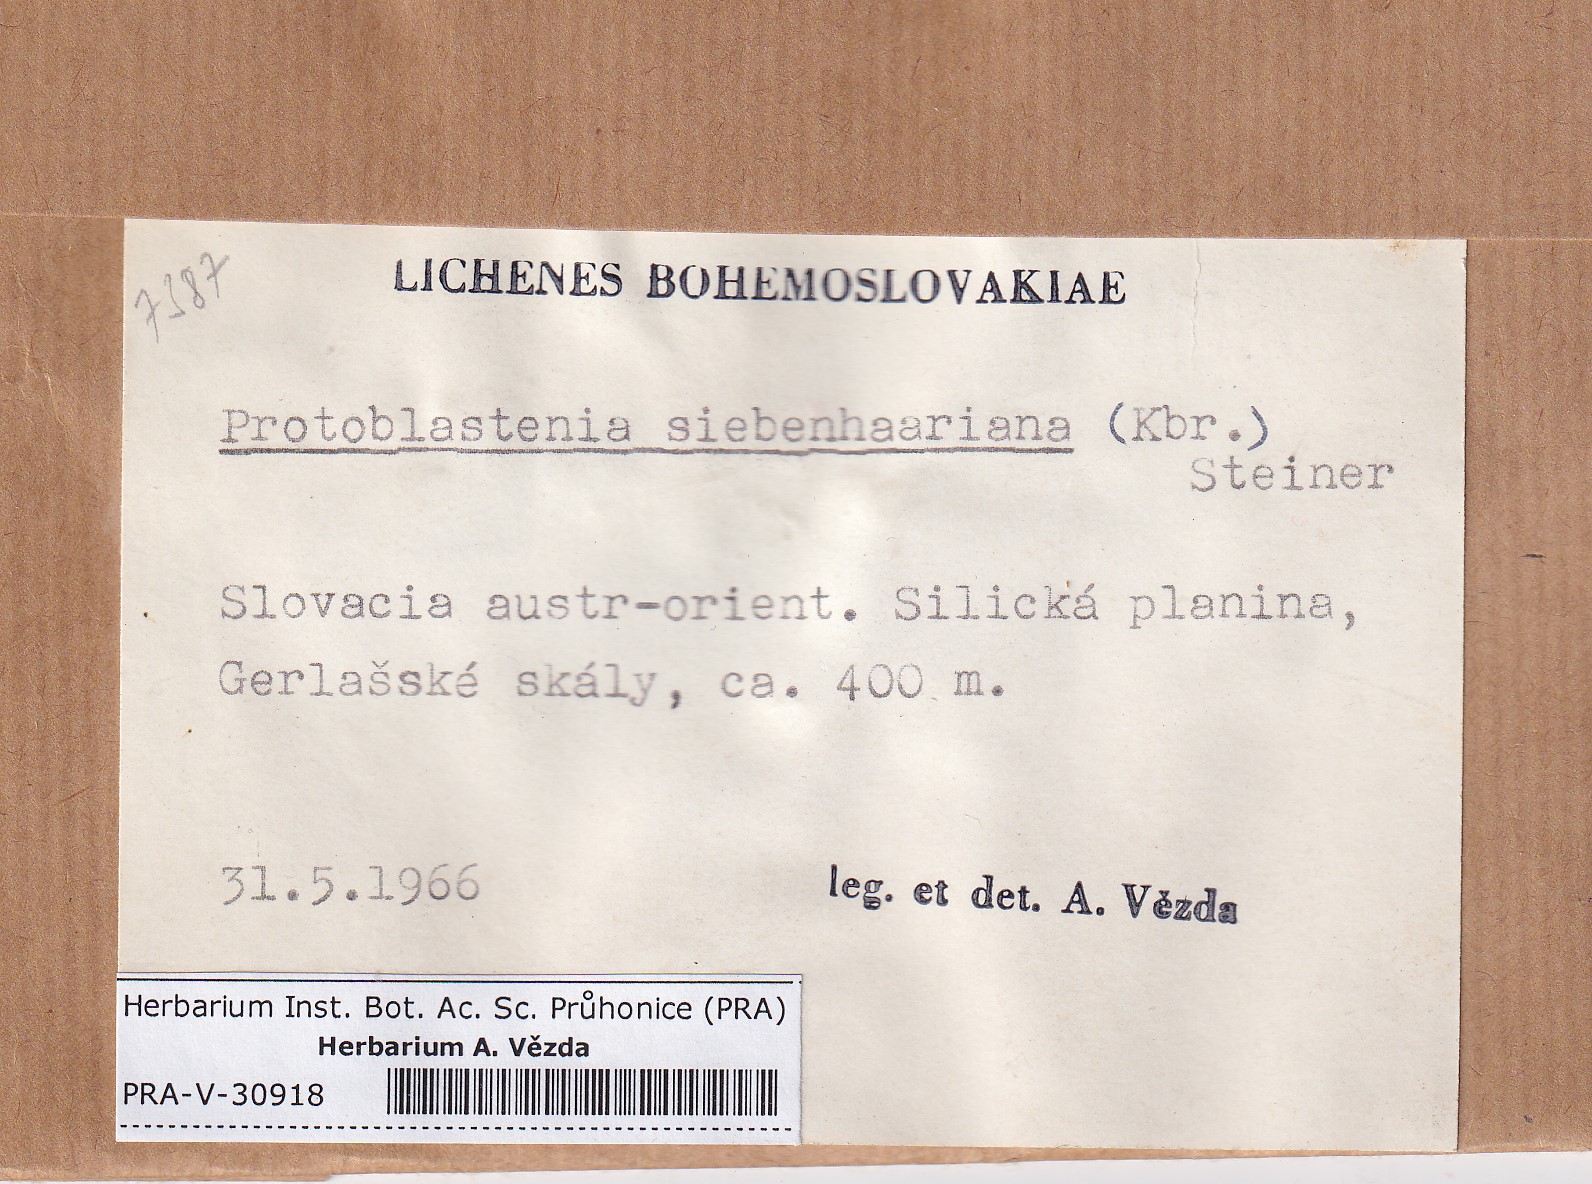 7387
LICHENES BOHEMOSLOVAKIAE
Protoblastenia siebenhaariana (Kbr.)
Steiner
Slovacia austr-orient. Silická planina,
Gerlašské skály, ca. 400 m.
31.5.1966
leg. et det. A. Vězda
Herbarium Inst. Bot. Ac. Sc. Průhonice (PRA)
Herbarium A. Vězda
PRA-V-30918